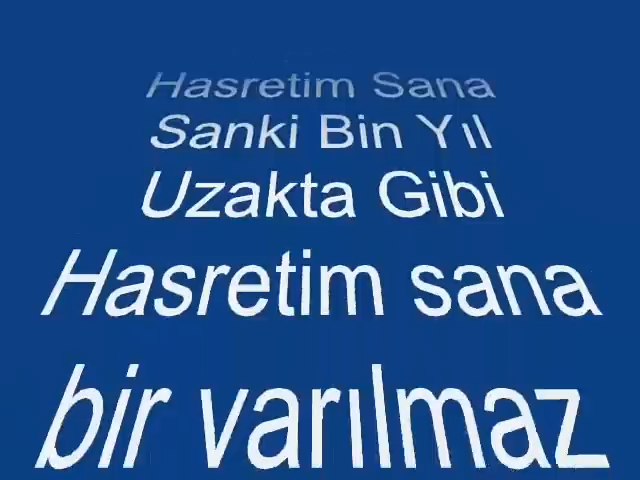 Hasretim Sana
Sanki Bin Yıl
Uzakta Gibi
Hasretim sana
bir varılmaz